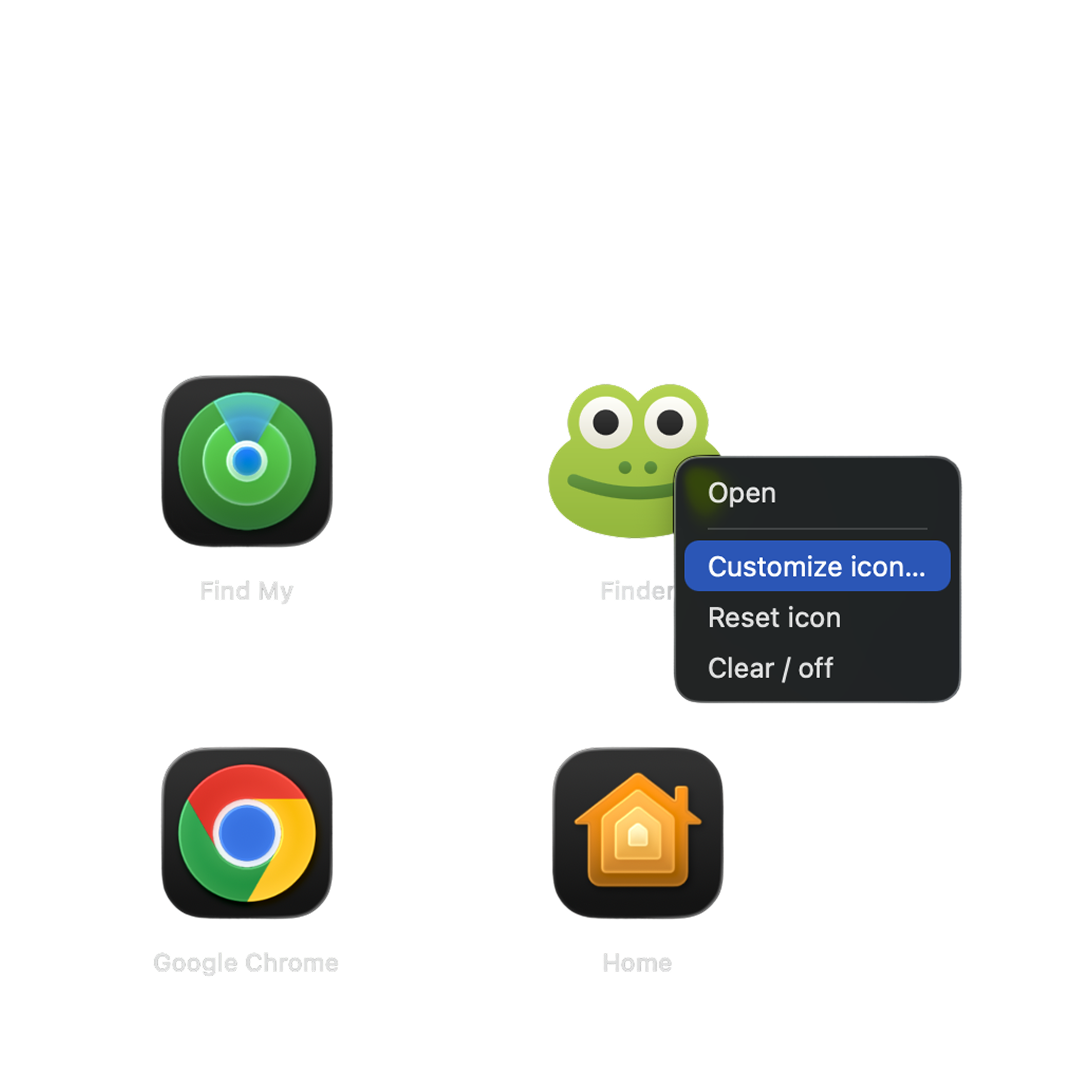 Open
Customize icon...
Find My
Finder
Reset icon
Clear / off
Google Chrome
Home